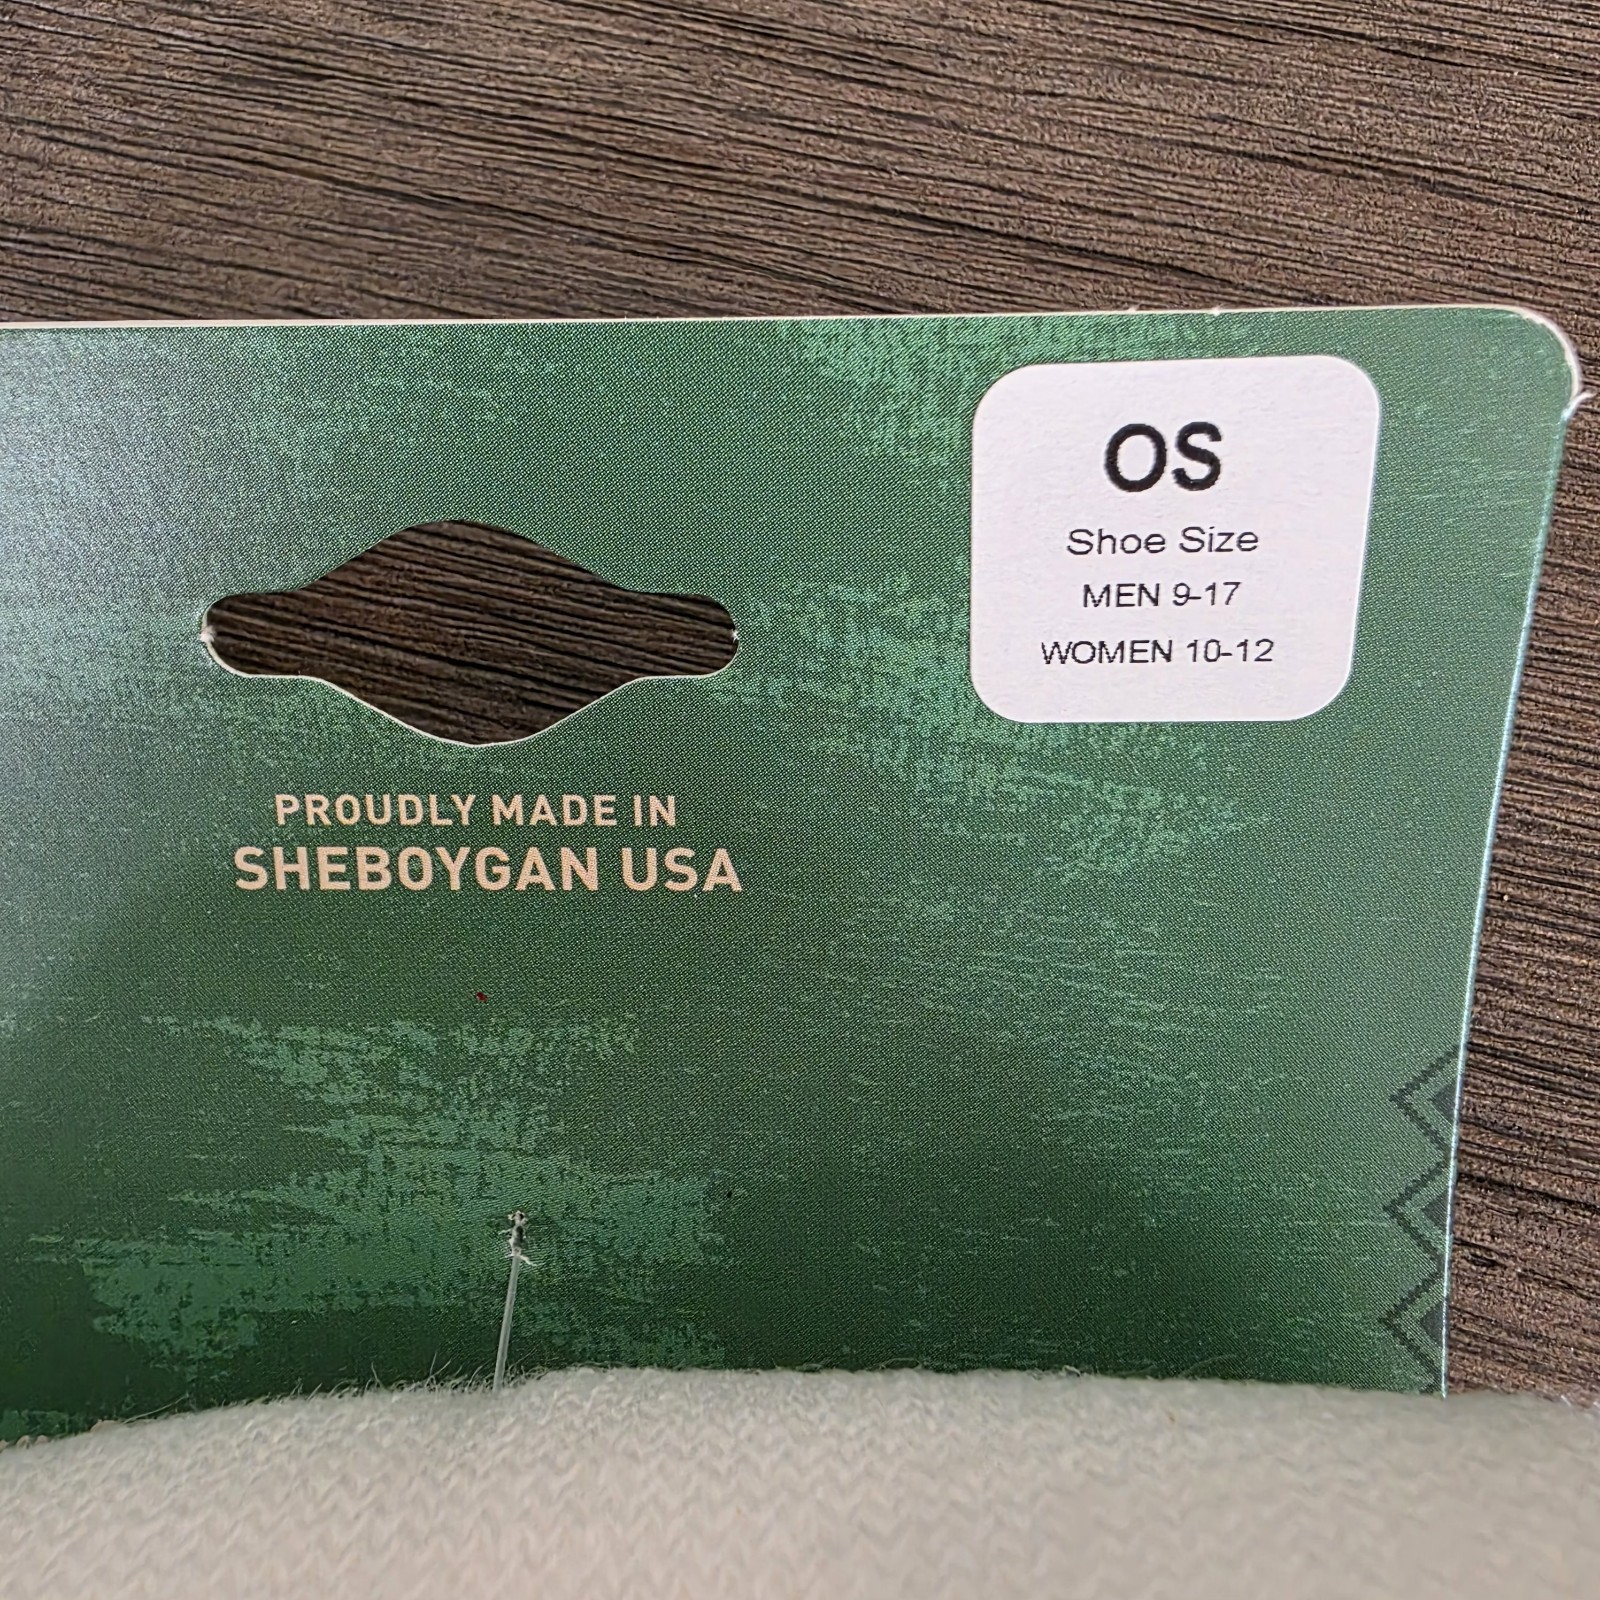 OS
Shoe Size
MEN 9-17
WOMEN 10-12
PROUDLY MADE IN
SHEBOYGAN USA